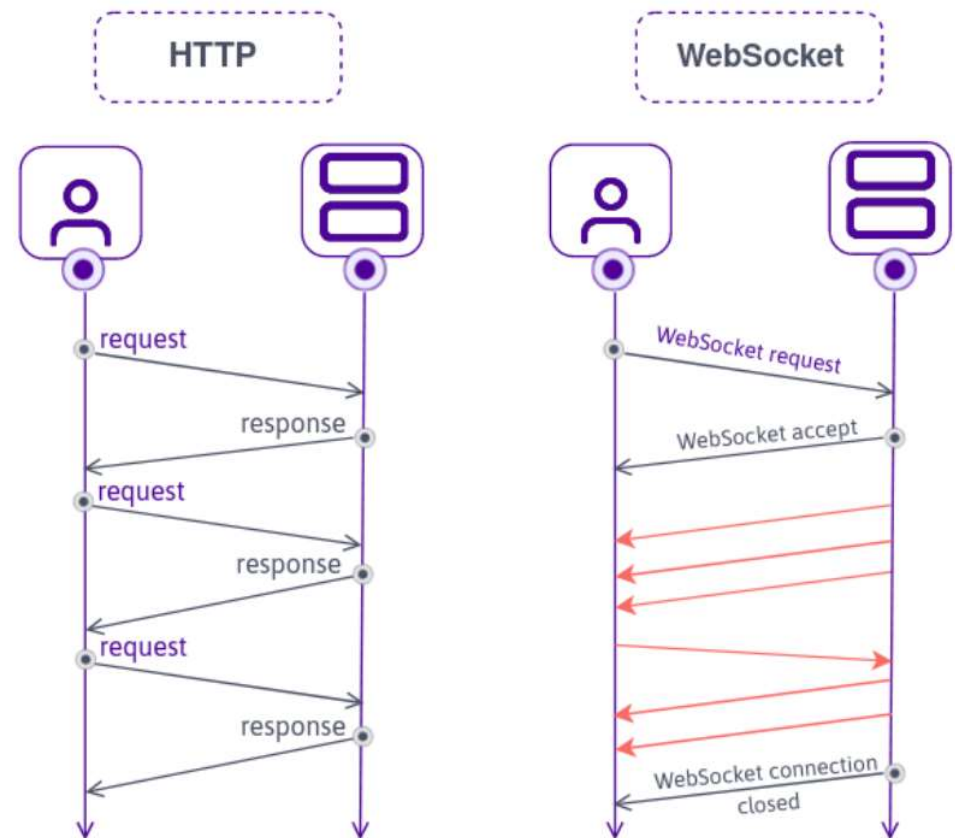 HTTP
request
response
request
response
request
response
WebSocket
WebSocket request
WebSocket accept
WebSocket connection
closed